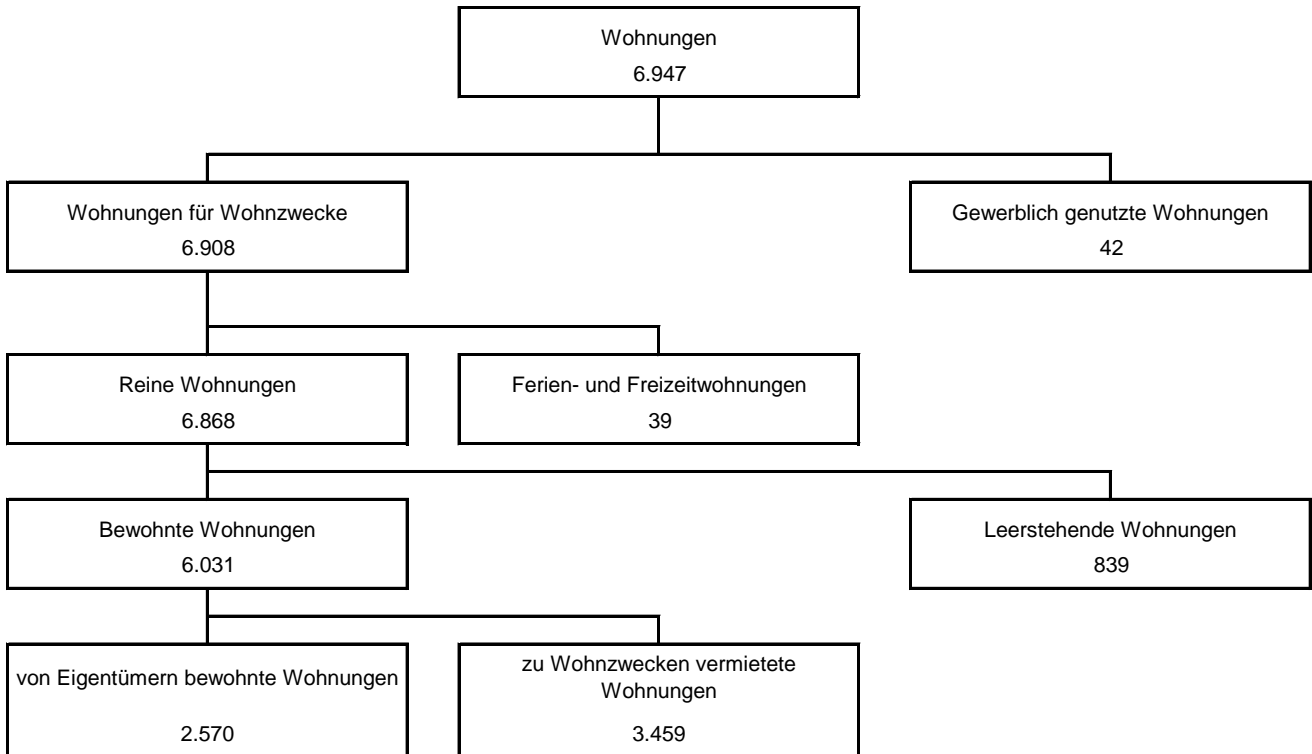 Wohnungen
6.947
Wohnungen für Wohnzwecke
6.908
Gewerblich genutzte Wohnungen
42
Reine Wohnungen
6.868
Ferien- und Freizeitwohnungen
39
Bewohnte Wohnungen
6.031
Leerstehende Wohnungen
839
von Eigentümern bewohnte Wohnungen
2.570
zu Wohnzwecken vermietete
Wohnungen
3.459